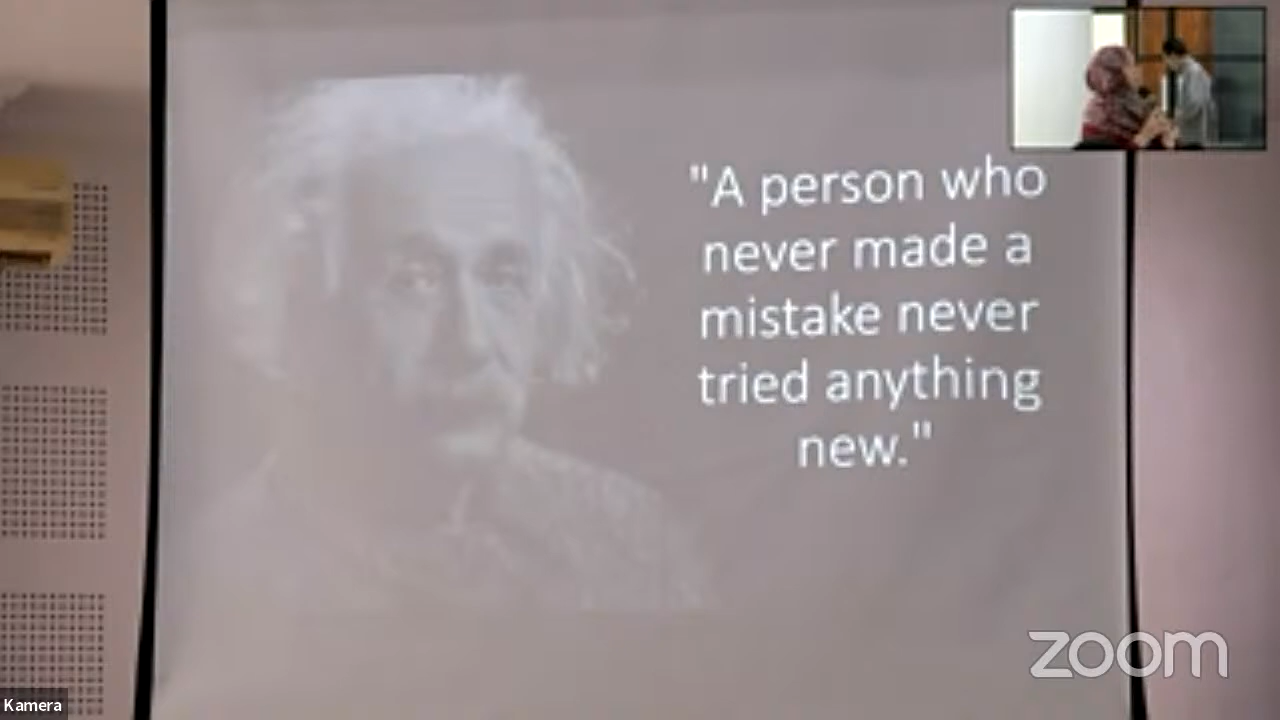 "A person who
never made a
mistake never
tried anything
new."
zoom
Kamera